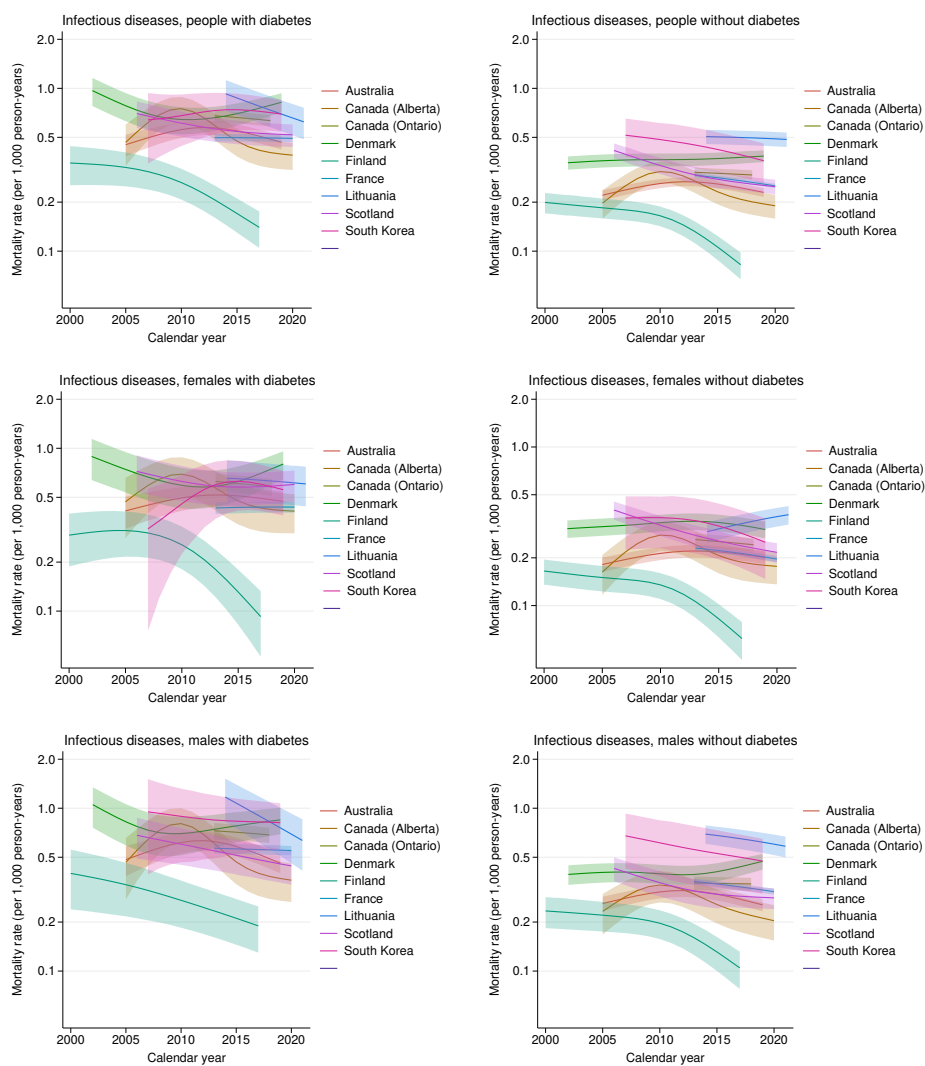 Infectious diseases, people with diabetes
Mortality rate (per 1,000 person-years)
2.0
1.0
0.5
0.2
0.1
2000 2005 2010 2015 2020
Calendar year
Australia
Canada (Alberta)
Canada (Ontario)
Denmark
Finland
France
Lithuania
Scotland
South Korea
Infectious diseases, people without diabetes
Mortality rate (per 1,000 person-years)
2.0
1.0
0.5
0.2
0.1
2000 2005 2010 2015 2020
Calendar year
Australia
Canada (Alberta)
Canada (Ontario)
Denmark
Finland
France
Lithuania
Scotland
South Korea
Infectious diseases, females with diabetes
Mortality rate (per 1,000 person-years)
2.0
1.0
0.5
0.2
0.1
2000 2005 2010 2015 2020
Calendar year
Australia
Canada (Alberta)
Canada (Ontario)
Denmark
Finland
France
Lithuania
Scotland
South Korea
Infectious diseases, females without diabetes
Mortality rate (per 1,000 person-years)
2.0
1.0
0.5
0.2
0.1
2000 2005 2010 2015 2020
Calendar year
Australia
Canada (Alberta)
Canada (Ontario)
Denmark
Finland
France
Lithuania
Scotland
South Korea
Infectious diseases, males with diabetes
Mortality rate (per 1,000 person-years)
2.0
1.0
0.5
0.2
0.1
2000 2005 2010 2015 2020
Calendar year
Australia
Canada (Alberta)
Canada (Ontario)
Denmark
Finland
France
Lithuania
Scotland
South Korea
Infectious diseases, males without diabetes
Mortality rate (per 1,000 person-years)
2.0
1.0
0.5
0.2
0.1
2000 2005 2010 2015 2020
Calendar year
Australia
Canada (Alberta)
Canada (Ontario)
Denmark
Finland
France
Lithuania
Scotland
South Korea